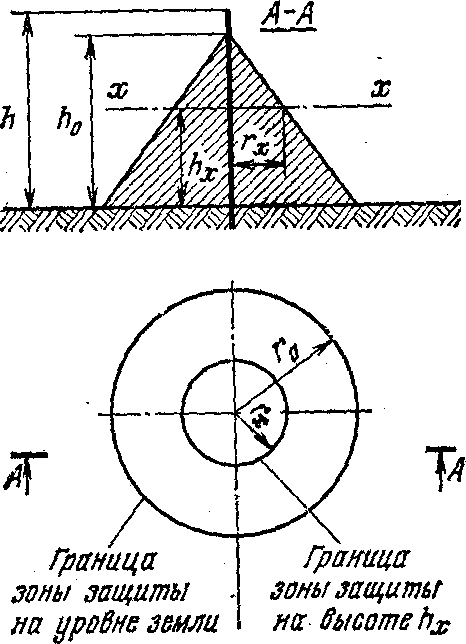 А-А
h
h₀
x
x
hₓ
rₓ
r₀
rₓ
А
А
Граница
зоны защиты
на уровне земли
Граница
зоны защиты
на высоте hₓ